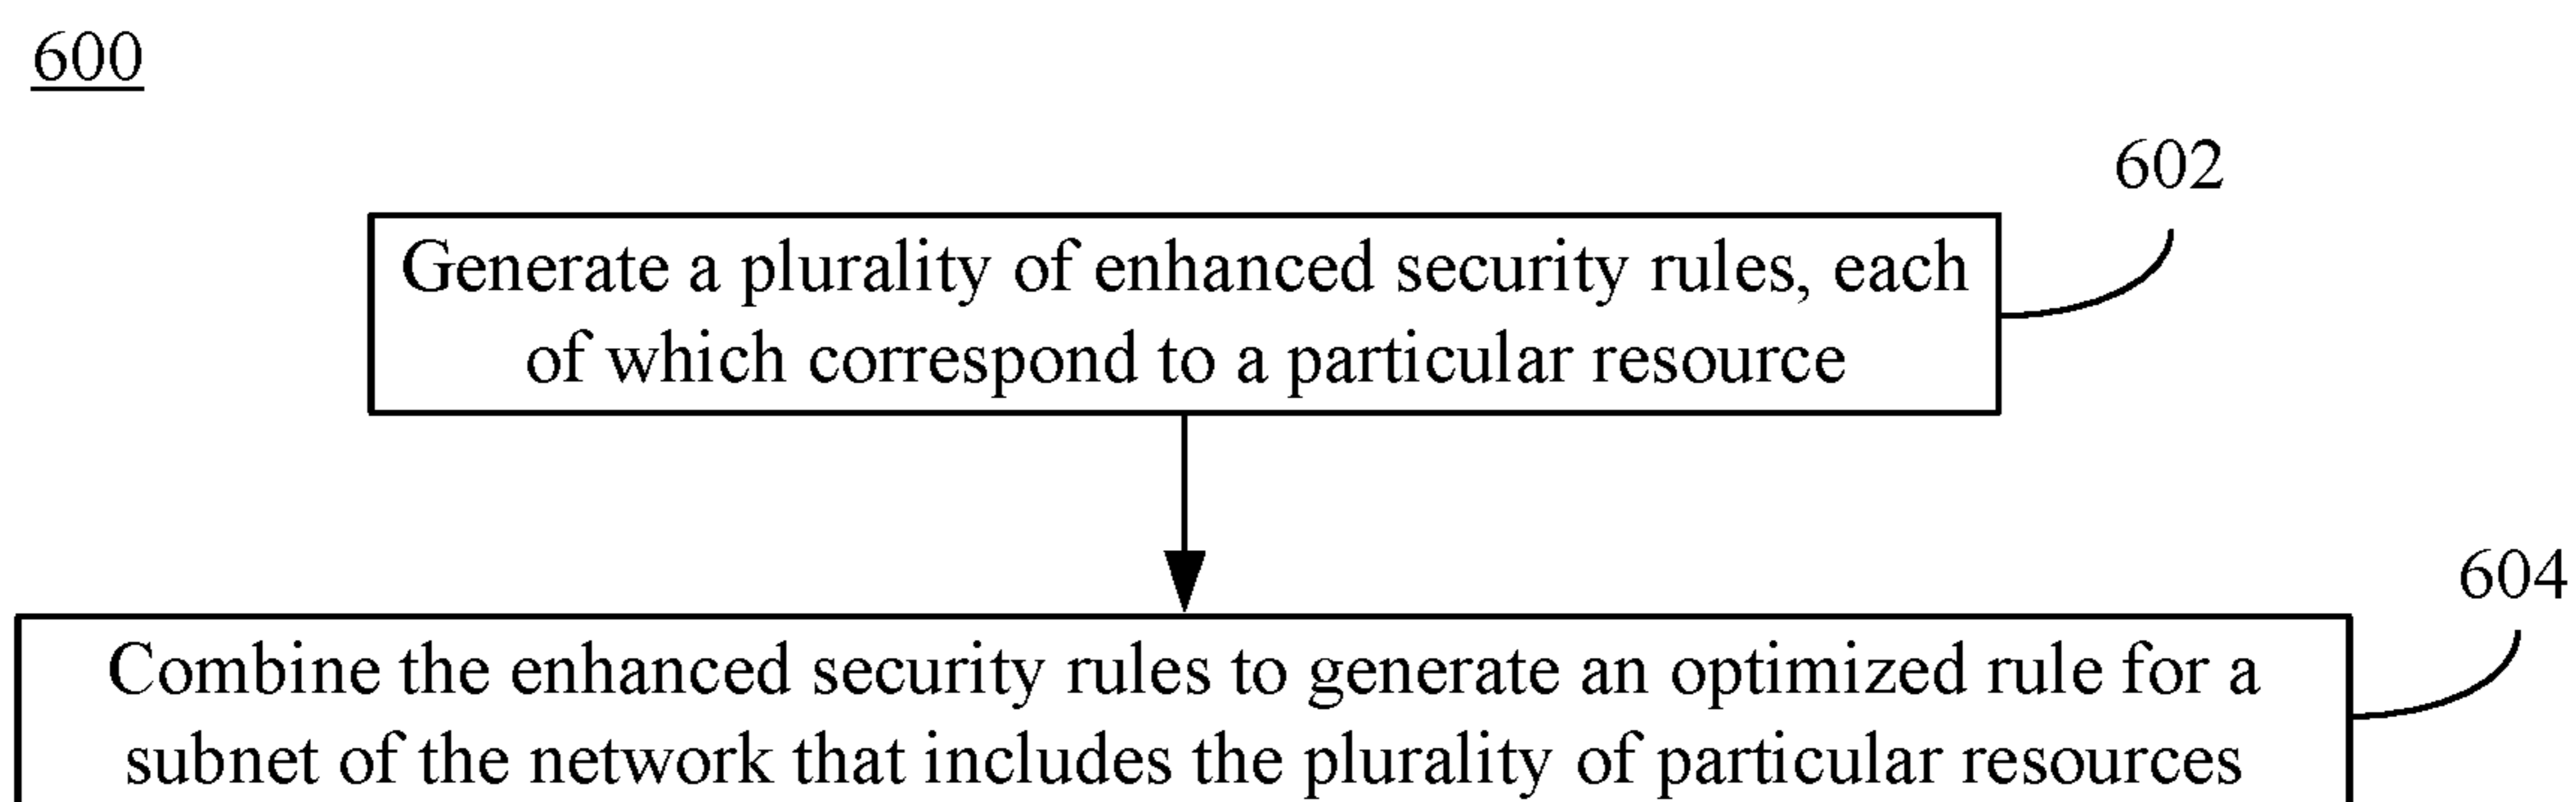 600
602
Generate a plurality of enhanced security rules, each
of which correspond to a particular resource
604
Combine the enhanced security rules to generate an optimized rule for a
subnet of the network that includes the plurality of particular resources